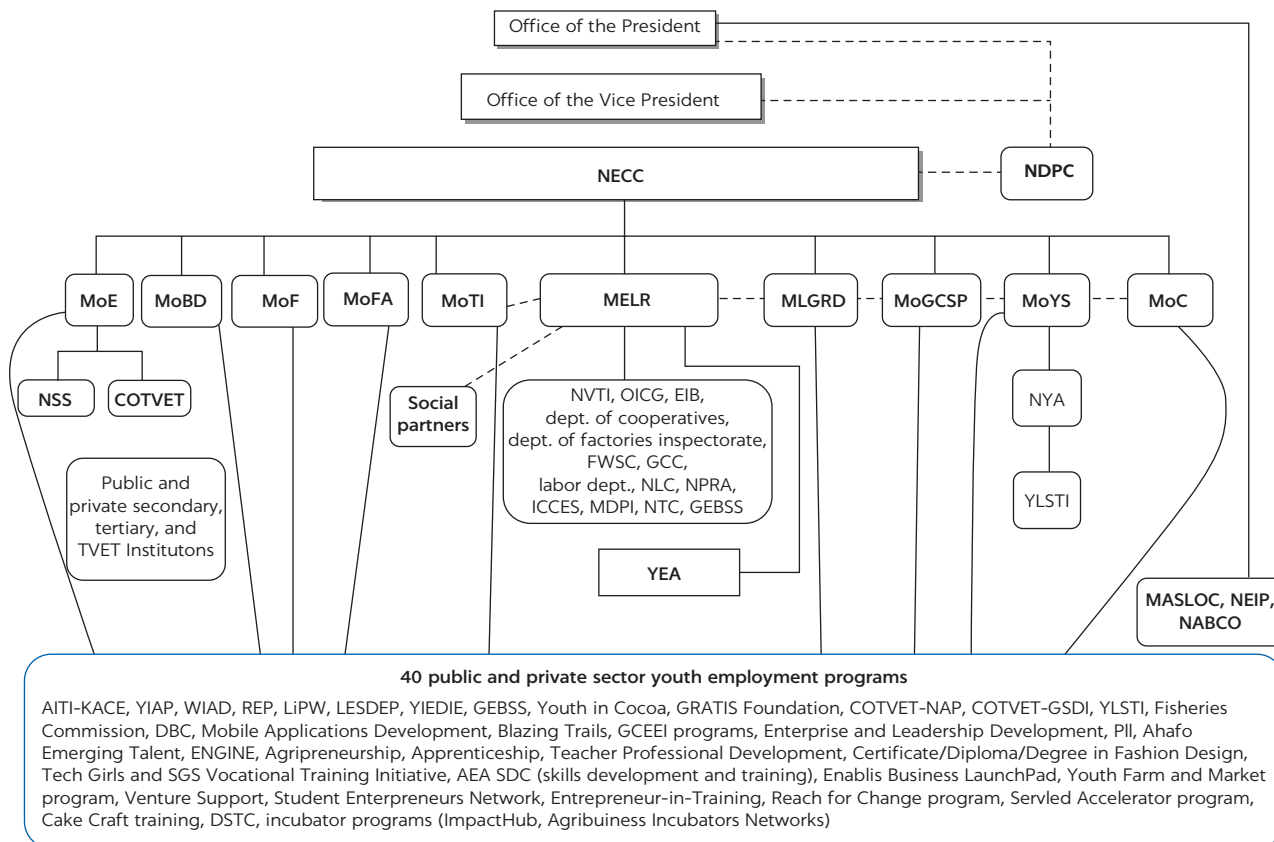 Office of the President
Office of the Vice President
NECC
NDPC
MoE
MoBD
MoF
MoFA
MoTI
MELR
MLGRD
MoGCSP
MoYS
MoC
NSS
COTVET
Social
partners
NVTI, OICG, EIB,
dept. of cooperatives,
dept. of factories inspectorate,
FWSC, GCC,
labor dept., NLC, NPRA,
ICCES, MDPI, NTC, GEBSS
NYA
YLSTI
Public and
private secondary,
tertiary, and
TVET Institutons
YEA
MASLOC, NEIP,
NABCO
40 public and private sector youth employment programs
AITI-KACE, YIAP, WIAD, REP, LiPW, LESDEP, YIEDIE, GEBSS, Youth in Cocoa, GRATIS Foundation, COTVET-NAP, COTVET-GSDI, YLSTI, Fisheries
Commission, DBC, Mobile Applications Development, Blazing Trails, GCEEI programs, Enterprise and Leadership Development, Pll, Ahafo
Emerging Talent, ENGINE, Agripreneurship, Apprenticeship, Teacher Professional Development, Certificate/Diploma/Degree in Fashion Design,
Tech Girls and SGS Vocational Training Initiative, AEA SDC (skills development and training), Enablis Business LaunchPad, Youth Farm and Market
program, Venture Support, Student Enterpreneurs Network, Entrepreneur-in-Training, Reach for Change program, Servled Accelerator program,
Cake Craft training, DSTC, incubator programs (ImpactHub, Agribuiness Incubators Networks)